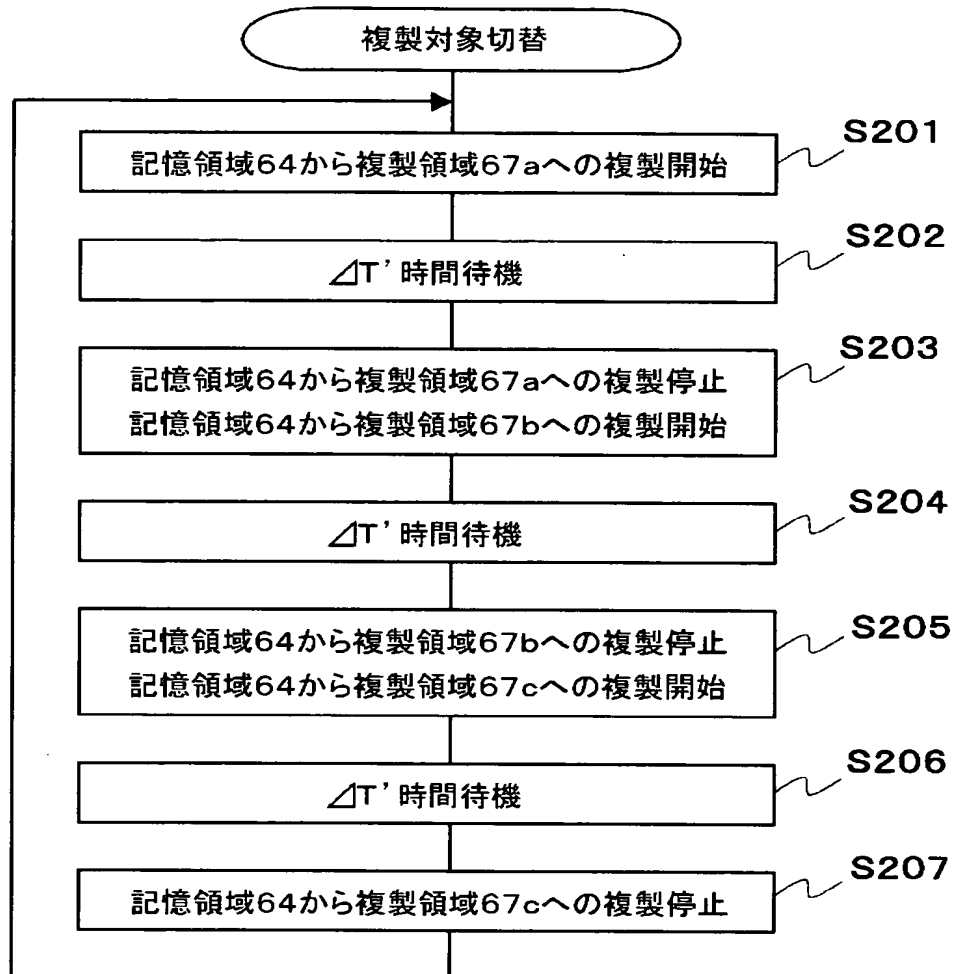 複製対象切替
記憶領域64から複製領域67aへの複製開始
S201
⊿T'時間待機
S202
記憶領域64から複製領域67aへの複製停止
記憶領域64から複製領域67bへの複製開始
S203
⊿T'時間待機
S204
記憶領域64から複製領域67bへの複製停止
記憶領域64から複製領域67cへの複製開始
S205
⊿T'時間待機
S206
記憶領域64から複製領域67cへの複製停止
S207